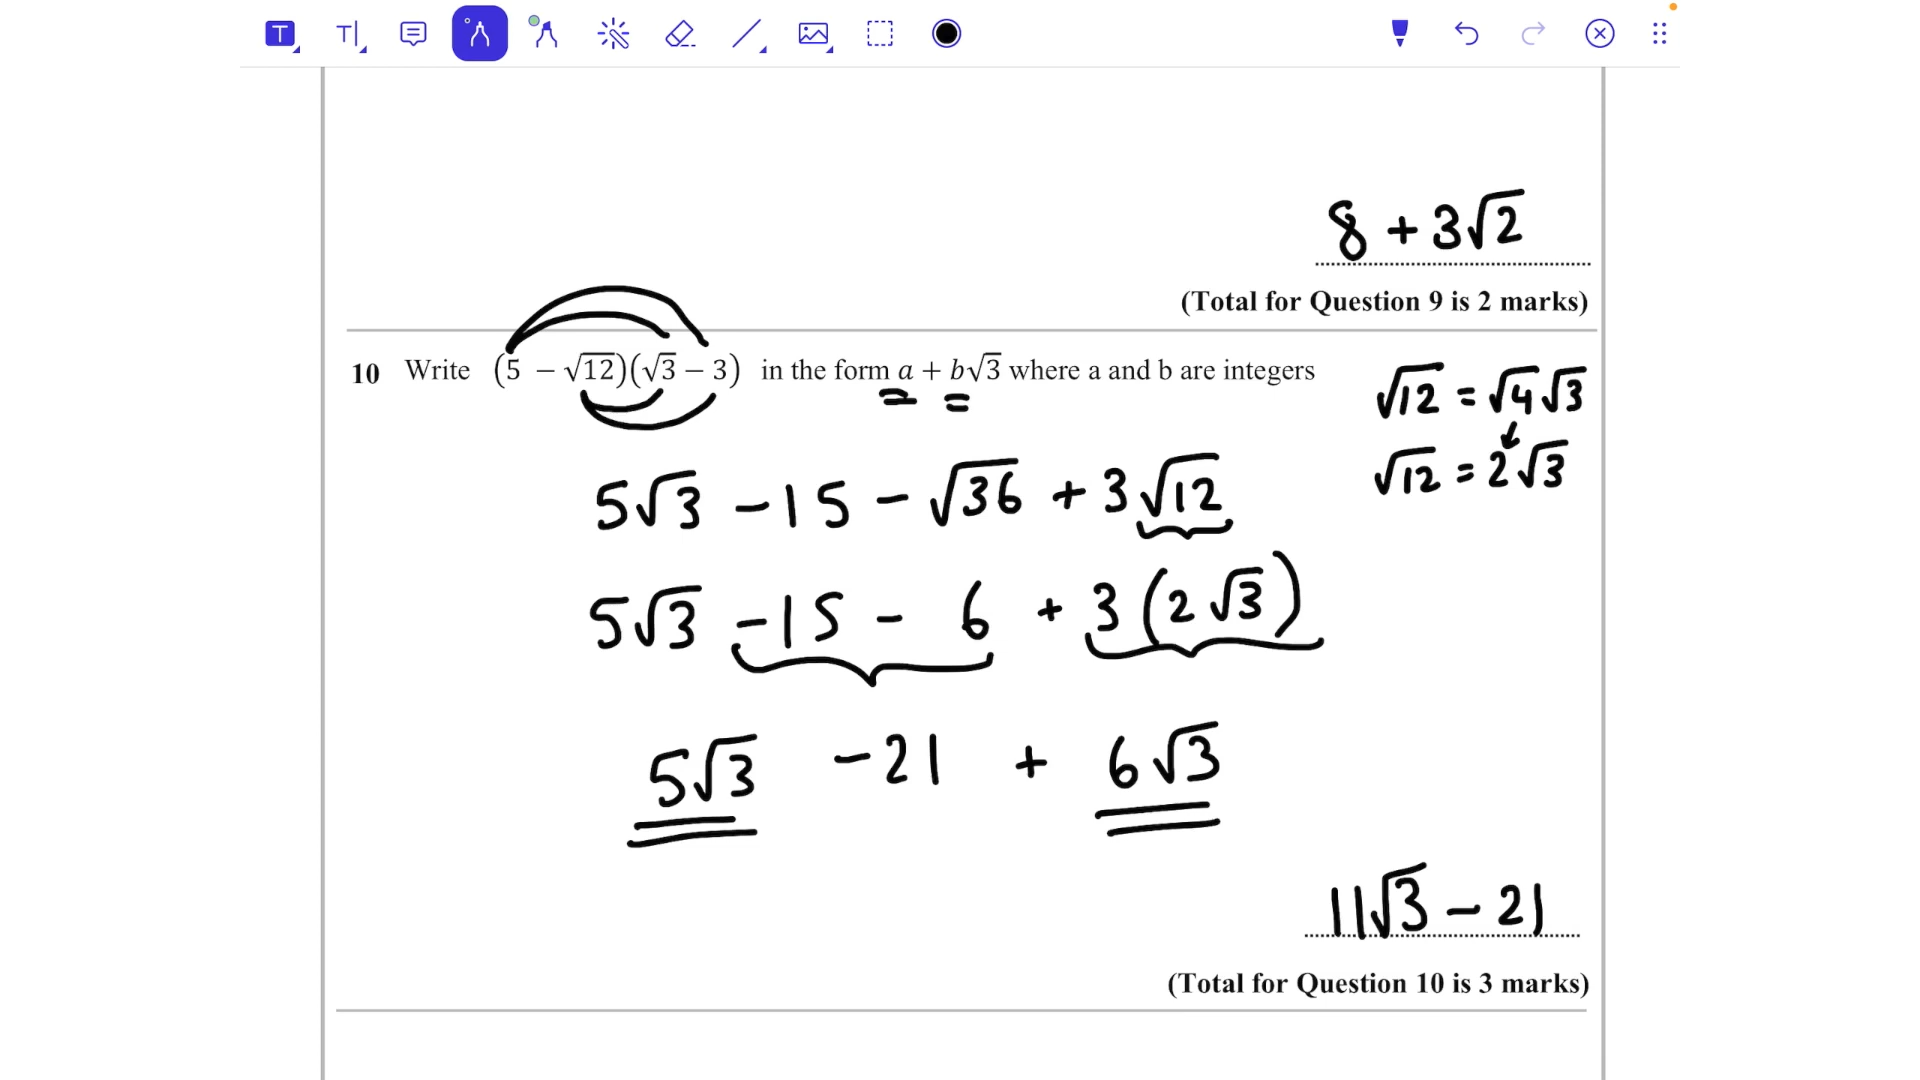 8 + 3√2
(Total for Question 9 is 2 marks)
10 Write (5 − √12)(√3 − 3) in the form a + b√3 where a and b are integers
√12 = √4√3
√12 = 2√3
5√3 − 15 − √36 + 3√12
5√3 − 15 − 6 + 3(2√3)
5√3 − 21 + 6√3
11√3 − 21
(Total for Question 10 is 3 marks)